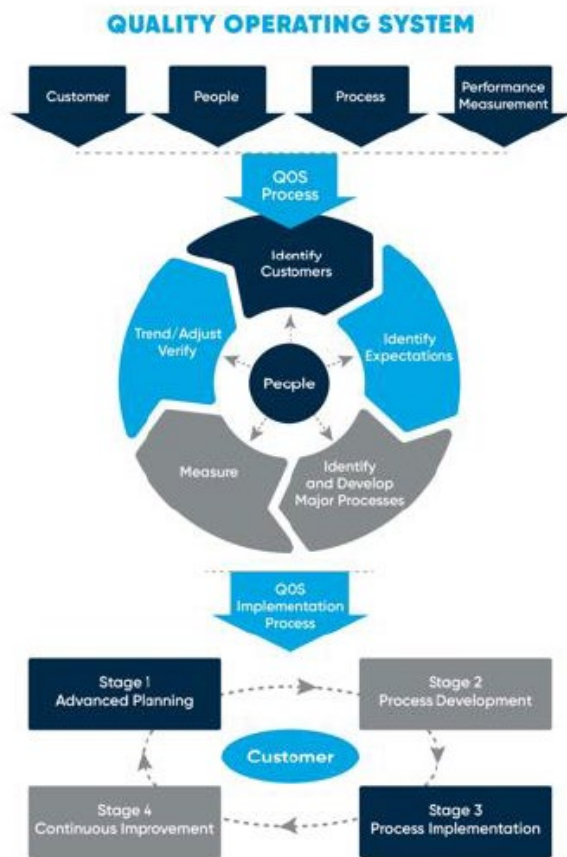 QUALITY OPERATING SYSTEM
Customer
People
Process
Performance
Measurement
QOS
Process
Identify
Customers
Trend/Adjust
Verify
Identify
Expectations
People
Measure
Identify
and Develop
Major Processes
QOS
Implementation
Process
Stage 1
Advanced Planning
Stage 2
Process Development
Customer
Stage 4
Continuous Improvement
Stage 3
Process Implementation